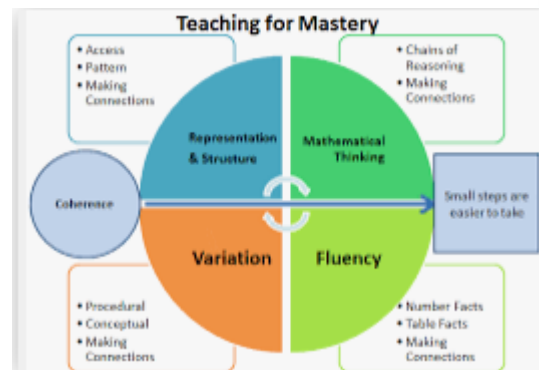 Teaching for Mastery
• Access
• Pattern
• Making
Connections
• Chains of
Reasoning
• Making
Connections
Representation
& Structure
Mathematical
Thinking
Coherence
Small steps are
easier to take
Variation
Fluency
• Procedural
• Conceptual
• Making
Connections
• Number Facts
• Table Facts
• Making
Connections